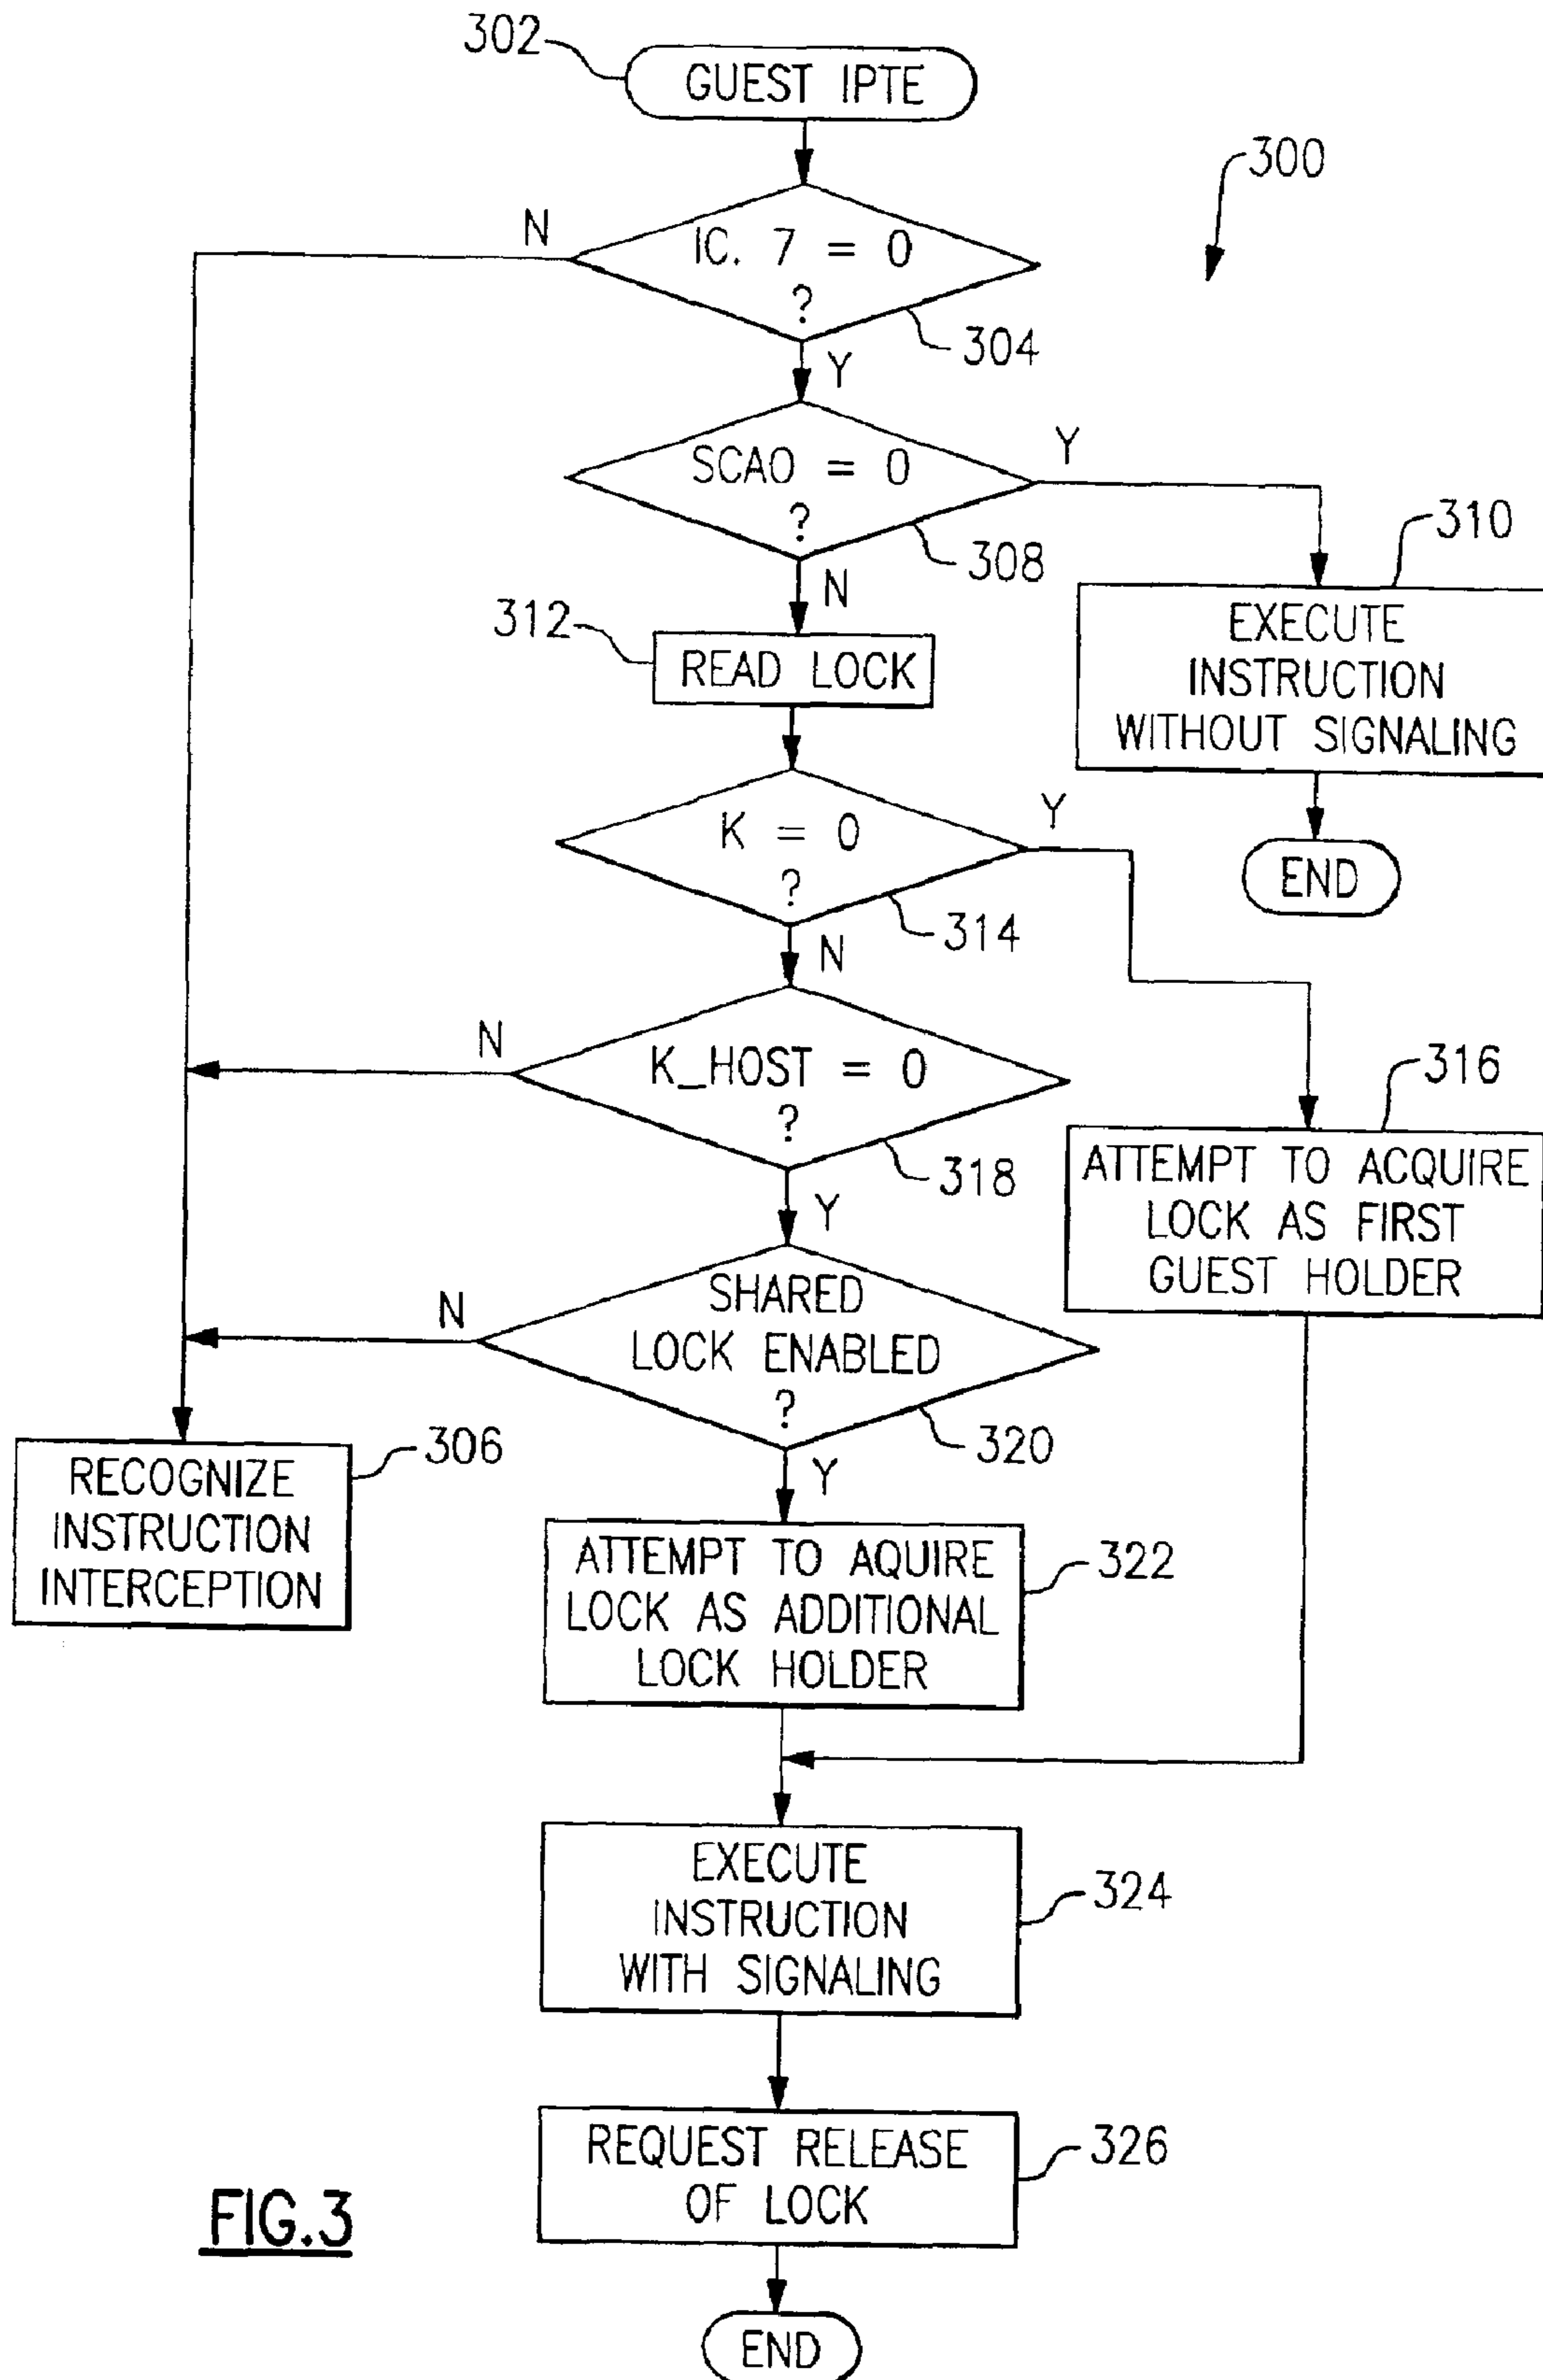 302
GUEST IPTE
300
N
IC. 7 = 0
?
304
Y
SCAO = 0
?
Y
308
N
310
EXECUTE
INSTRUCTION
WITHOUT SIGNALING
END
312
READ LOCK
K = 0
?
Y
314
N
N
K_HOST = 0
?
318
Y
316
ATTEMPT TO ACQUIRE
LOCK AS FIRST
GUEST HOLDER
N
SHARED
LOCK ENABLED
?
320
Y
306
RECOGNIZE
INSTRUCTION
INTERCEPTION
ATTEMPT TO AQUIRE
LOCK AS ADDITIONAL
LOCK HOLDER
322
EXECUTE
INSTRUCTION
WITH SIGNALING
324
REQUEST RELEASE
OF LOCK
326
END
FIG.3